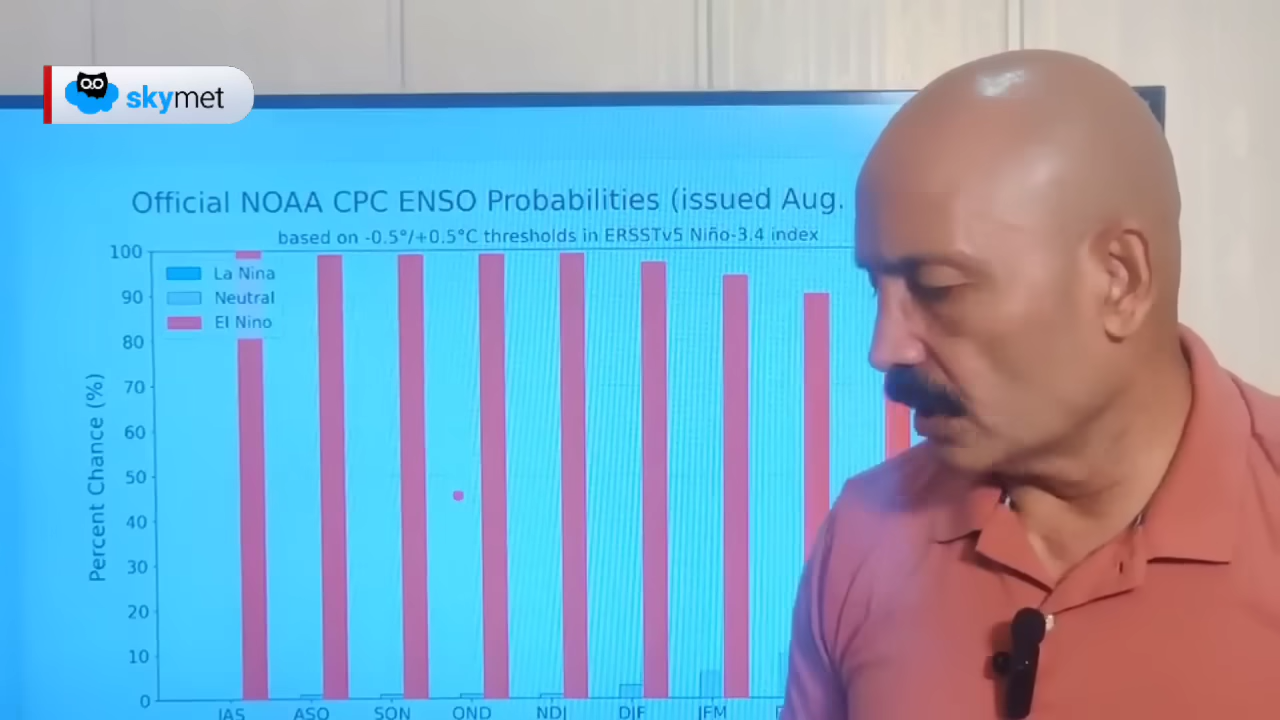 skymet
Official NOAA CPC ENSO Probabilities (issued Aug.
based on -0.5°/+0.5°C thresholds in ERSSTv5 Niño-3.4 index
Percent Chance (%)
100
90
80
70
60
50
40
30
20
10
0
La Nina
Neutral
El Nino
JAS ASO SON OND NDJ DJF JFM